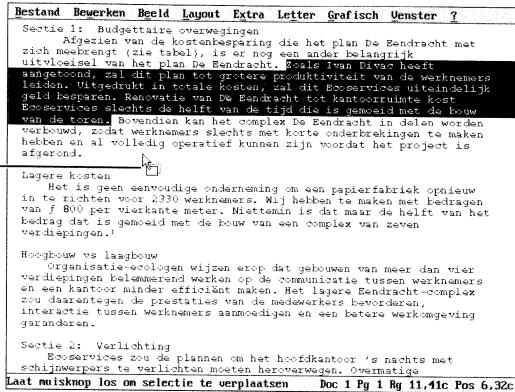 Bestand Bewerken Beeld Layout Extra Letter Grafisch Venster ?
Sectie 1: Budgettaire overwegingen
Afgezien van de kostenbesparing die het plan De Eendracht met
zich meebrengt (zie tabel), is er nog een ander belangrijk
uitvloeisel van het plan De Eendracht. Zoals Ivan Divac heeft
aangetoond, zal dit plan tot grotere produktiviteit van de werknemers
leiden. Uitgedrukt in totale kosten, zal dit Ecoservices uiteindelijk
geld besparen. Renovatie van De Eendracht tot kantoorruimte kost
Ecoservices slechts de helft van de tijd die is gemoeid met de bouw
van de toren. Bovendien kan het complex De Eendracht in delen worden
verbouwd, zodat werknemers slechts met korte onderbrekingen te maken
hebben en al volledig operatief kunnen zijn voordat het project is
afgerond.
Lagere kosten
Het is geen eenvoudige onderneming om een papierfabriek opnieuw
in te richten voor 2330 werknemers. Wij hebben te maken met bedragen
van ƒ 800 per vierkante meter. Niettemin is dat maar de helft van het
bedrag dat is gemoeid met de bouw van een complex van zeven
verdiepingen.¹
Hoogbouw vs laagbouw
Organisatie-ecologen wijzen erop dat gebouwen van meer dan vier
verdiepingen belemmerend werken op de communicatie tussen werknemers
en een kantoor minder efficiënt maken. Het lagere Eendracht-complex
zou daarentegen de prestaties van de medewerkers bevorderen,
interactie tussen werknemers aanmoedigen en een betere werkomgeving
garanderen.
Sectie 2: Verlichting
Ecoservices zou de plannen om het hoofdkantoor 's nachts met
schijnwerpers te verlichten moeten heroverwegen. Overmatige
Laat muisknop los om selectie te verplaatsen Doc 1 Pg 1 Rg 11,41c Pos 6,32c